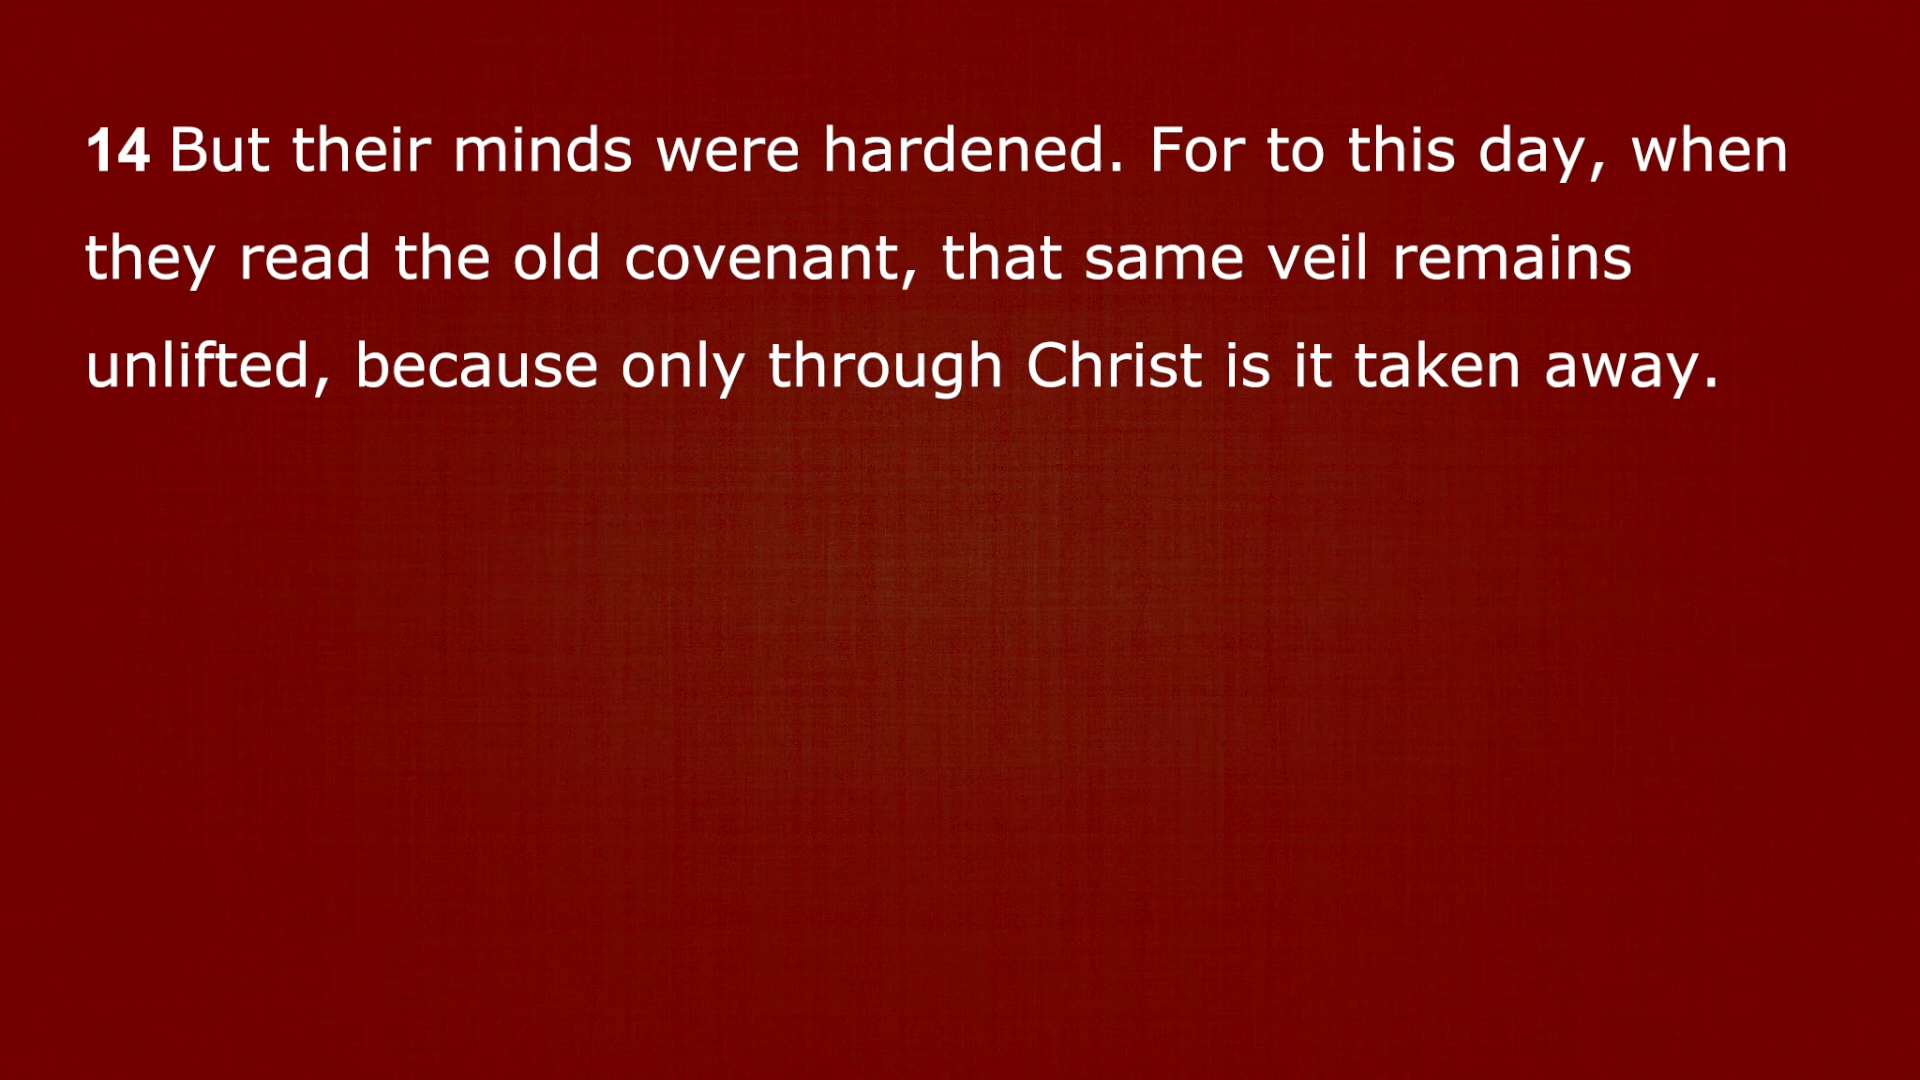 14 But their minds were hardened. For to this day, when
they read the old covenant, that same veil remains
unlifted, because only through Christ is it taken away.